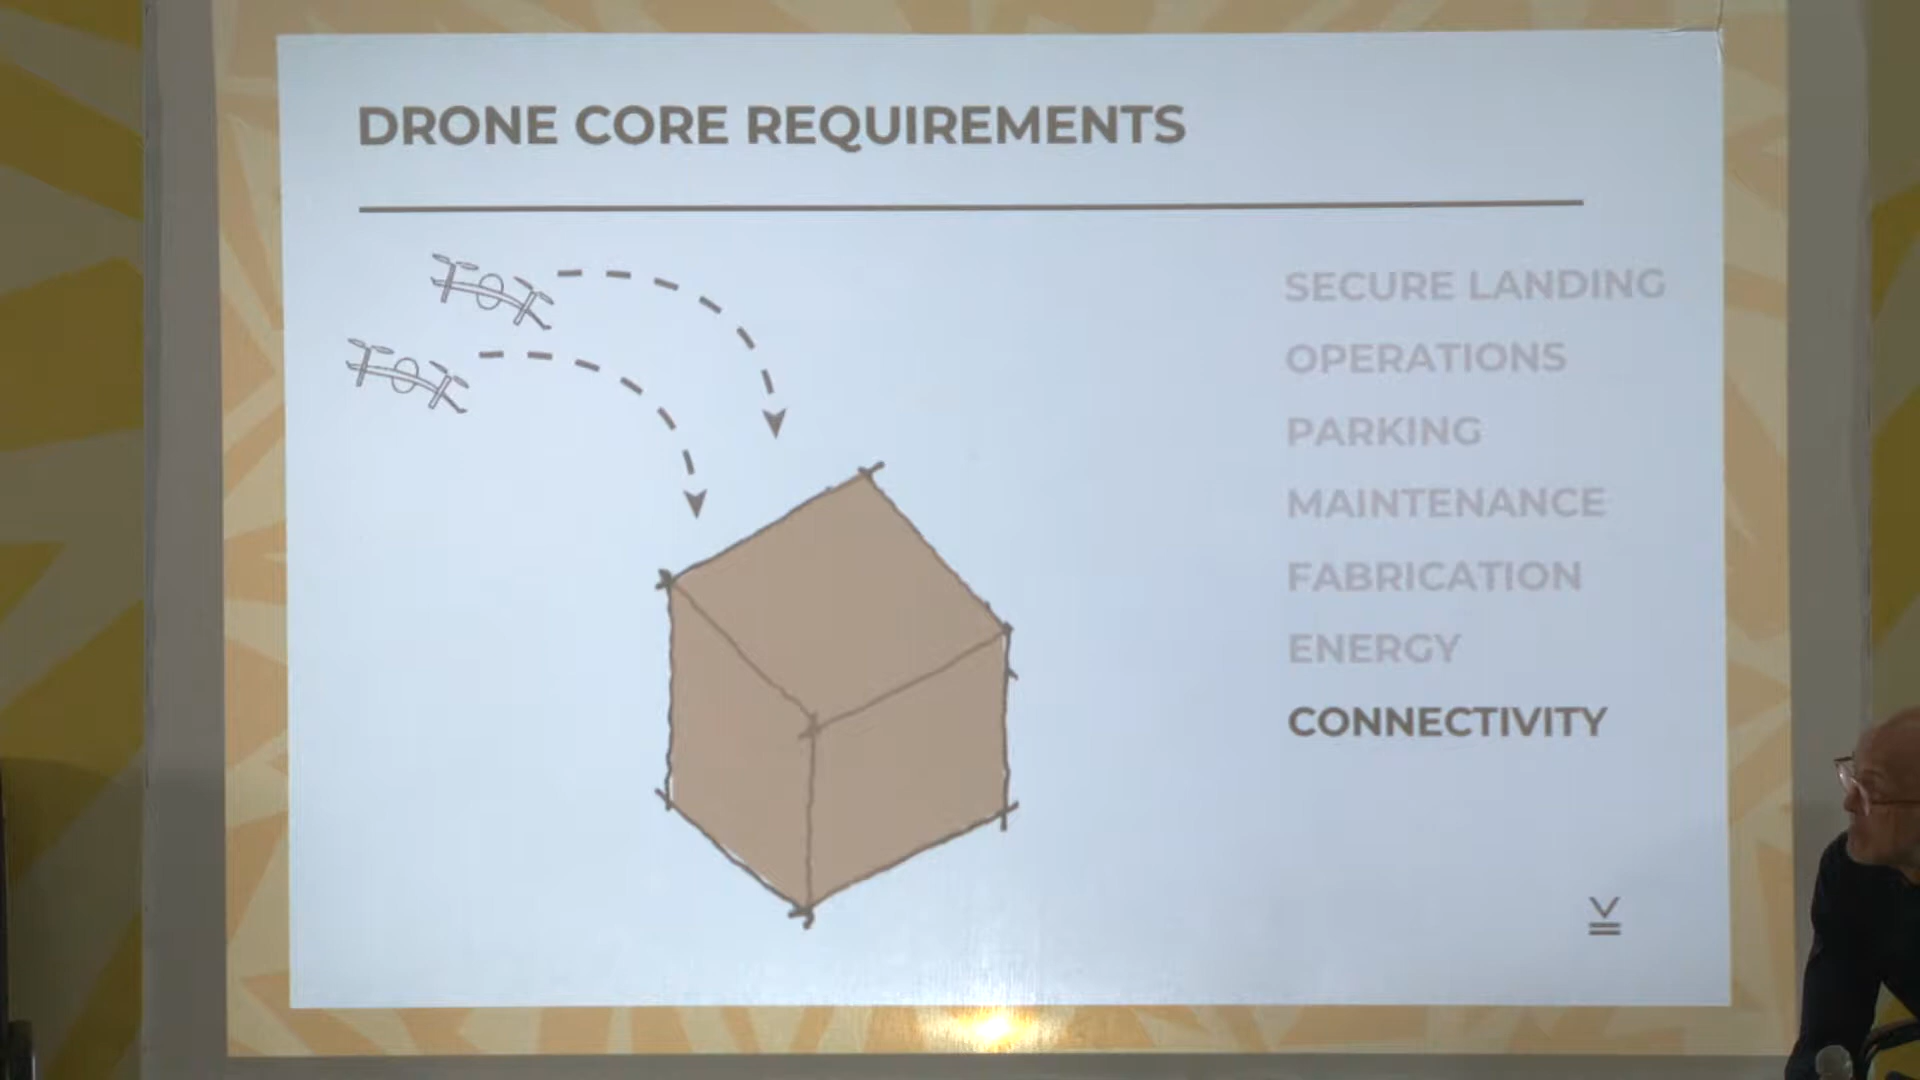 DRONE CORE REQUIREMENTS
SECURE LANDING
OPERATIONS
PARKING
MAINTENANCE
FABRICATION
ENERGY
CONNECTIVITY